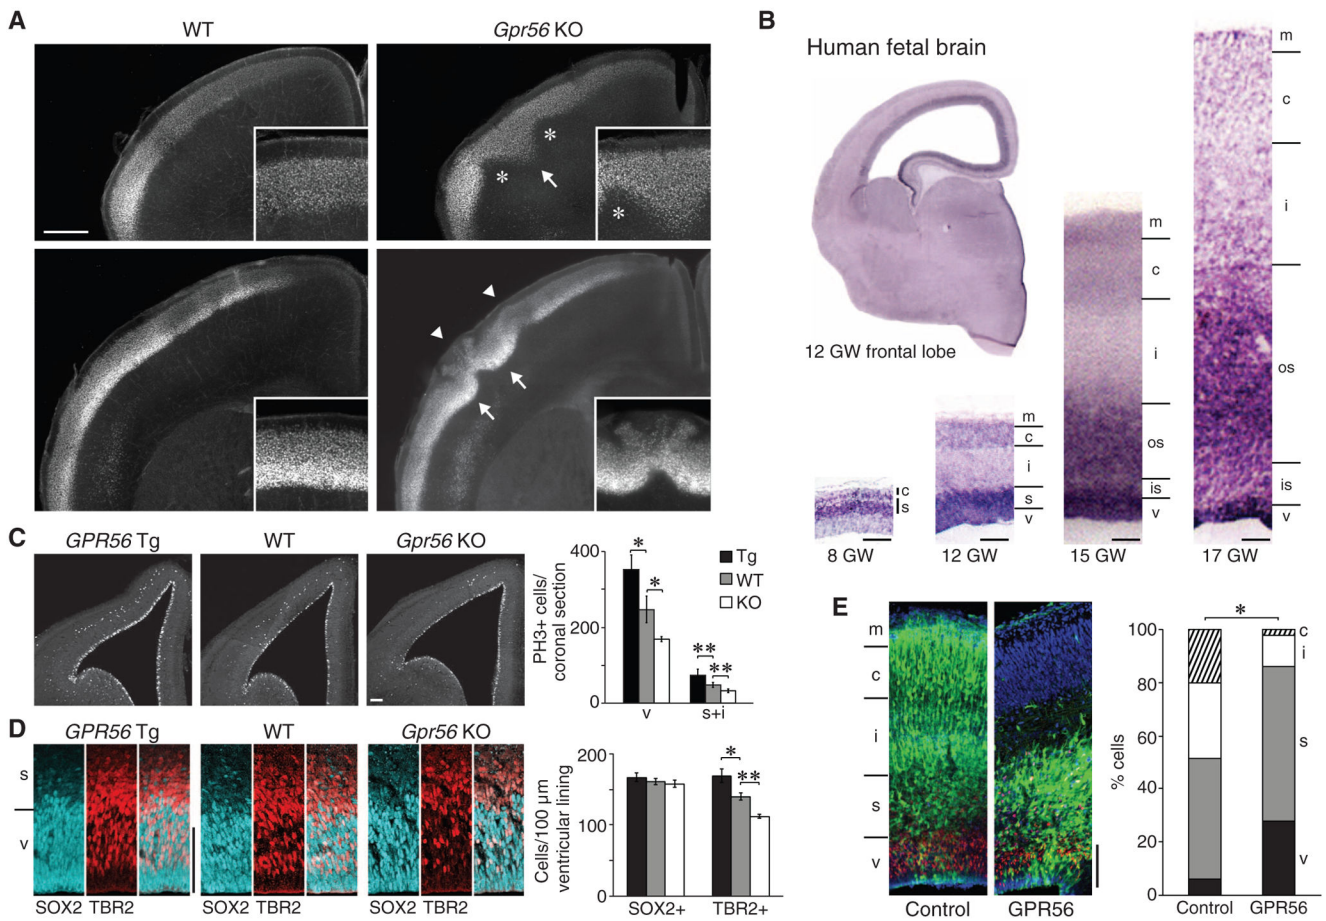 A
WT
Gpr56 KO
*
*
*
B
Human fetal brain
12 GW frontal lobe
c
s
8 GW
m
c
i
s
v
12 GW
m
c
i
os
is
v
15 GW
m
c
i
os
is
v
17 GW
C
GPR56 Tg
WT
Gpr56 KO
PH3+ cells/
coronal section
400
200
0
*
*
**
**
Tg
WT
KO
v
s+i
D
GPR56 Tg
WT
Gpr56 KO
s
v
SOX2 TBR2
SOX2 TBR2
SOX2 TBR2
Cells/100 µm
ventricular lining
200
100
0
*
**
SOX2+
TBR2+
E
m
c
i
s
v
Control
GPR56
% cells
100
80
60
40
20
0
*
c
i
s
v
Control
GPR56